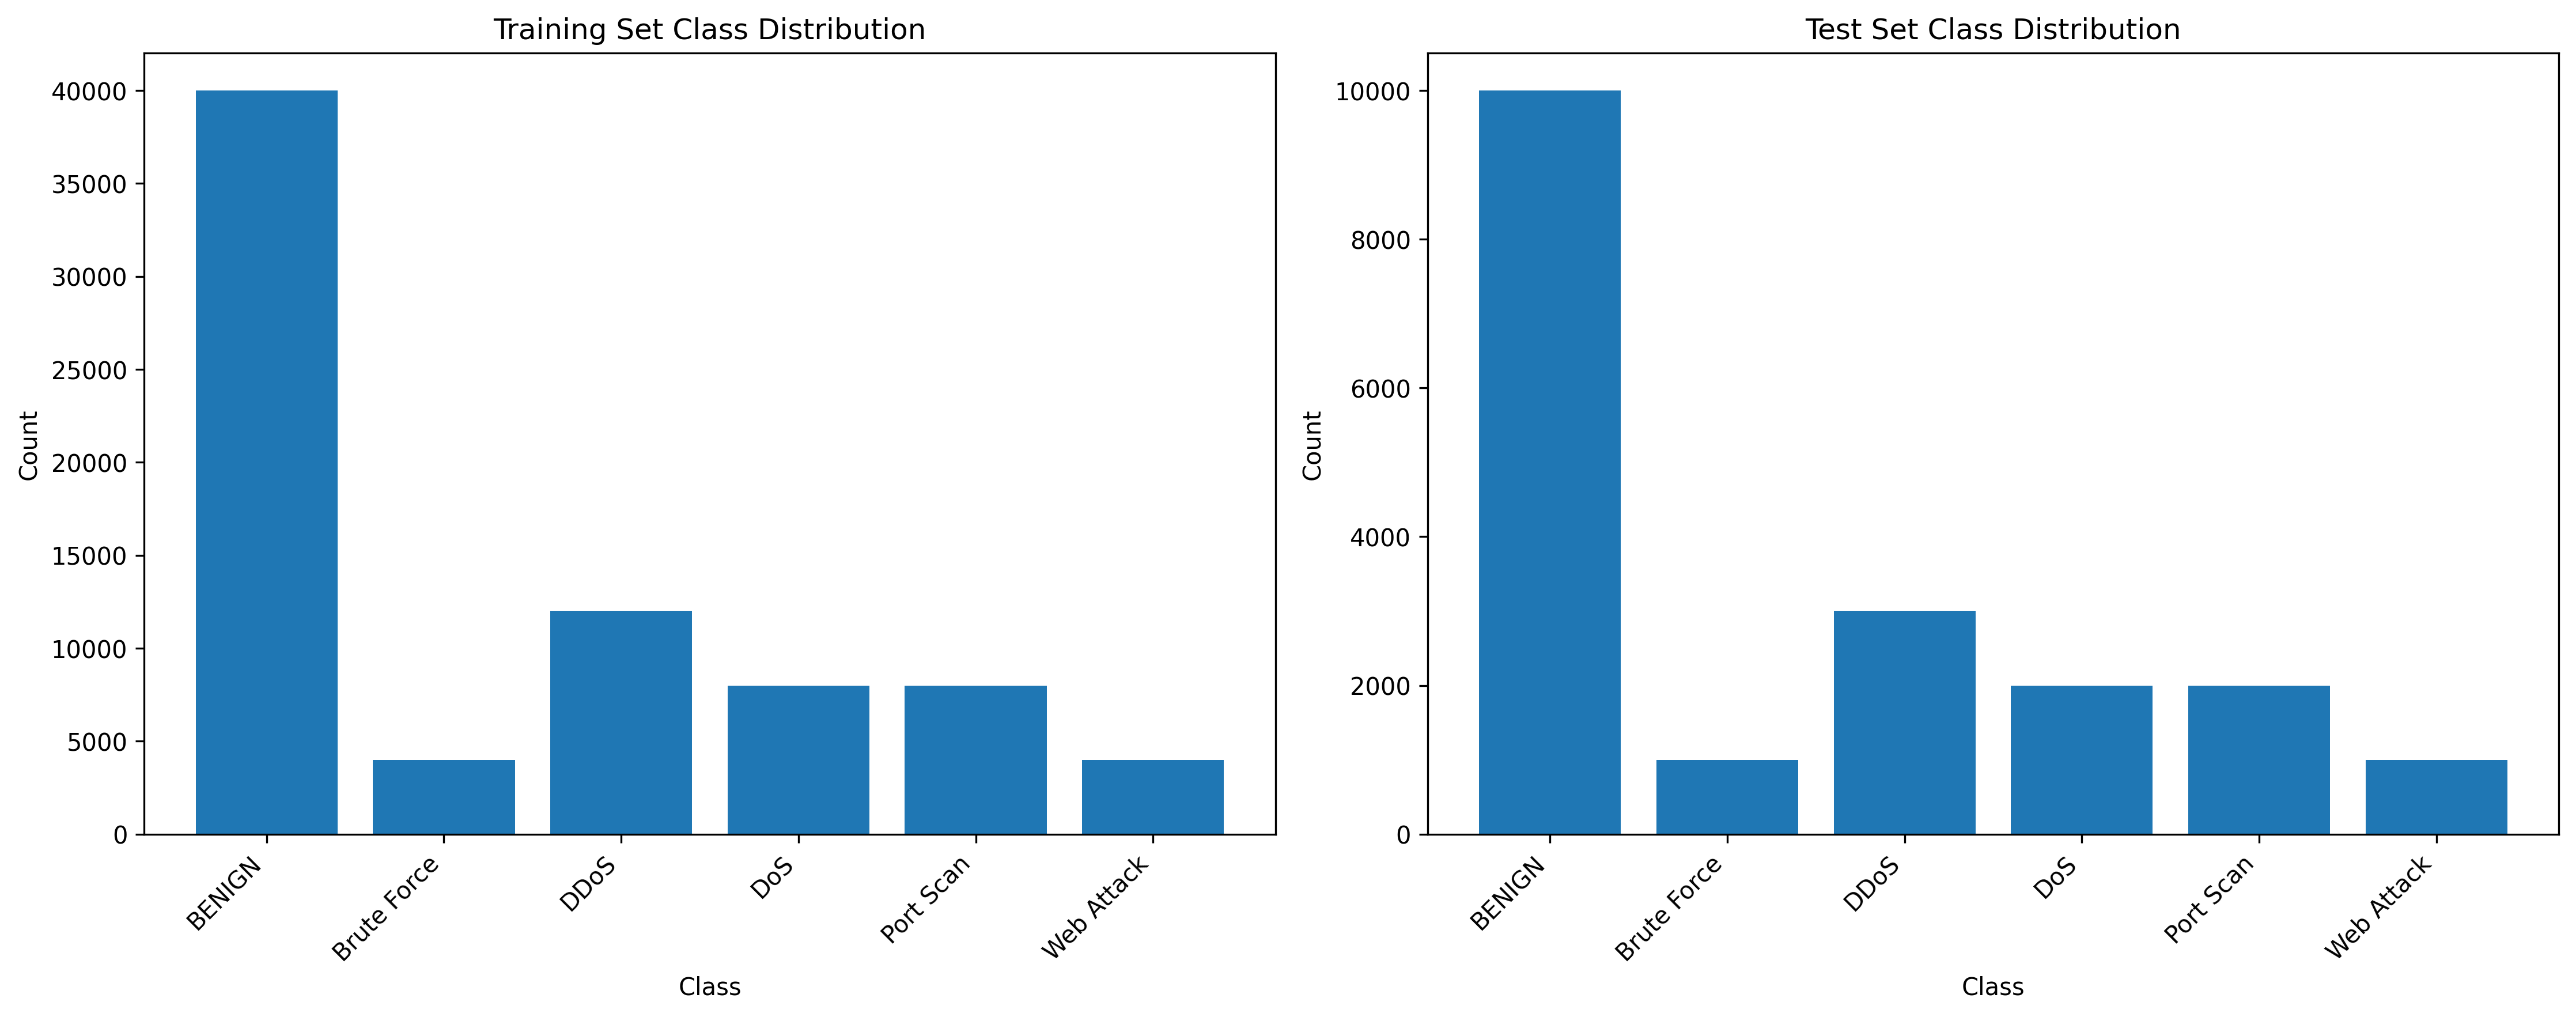 Training Set Class Distribution
40000
35000
30000
25000
20000
15000
10000
5000
0
Count
BENIGN
Brute Force
DDoS
DoS
Port Scan
Web Attack
Class
Test Set Class Distribution
10000
8000
6000
4000
2000
0
Count
BENIGN
Brute Force
DDoS
DoS
Port Scan
Web Attack
Class